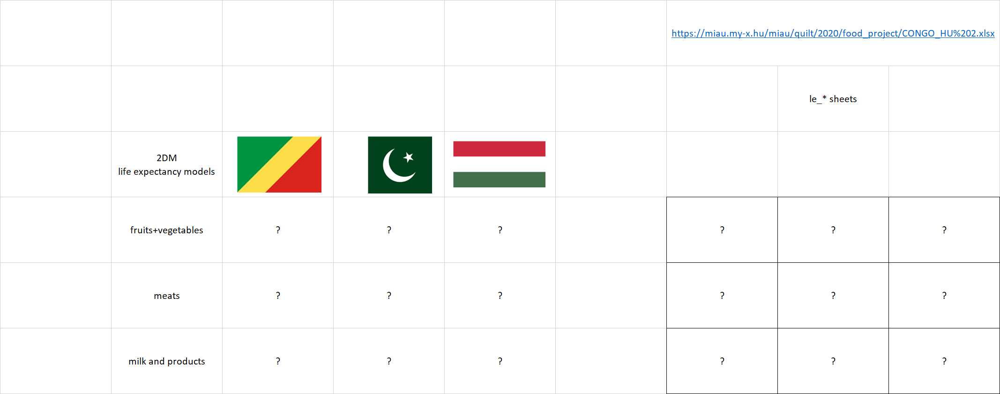 https://miau.my-x.hu/miau/quilt/2020/food_project/CONGO_HU%202.xlsx
le_* sheets
2DM
life expectancy models
fruits+vegetables ? ? ? ? ? ?
meats ? ? ? ? ? ?
milk and products ? ? ? ? ? ?